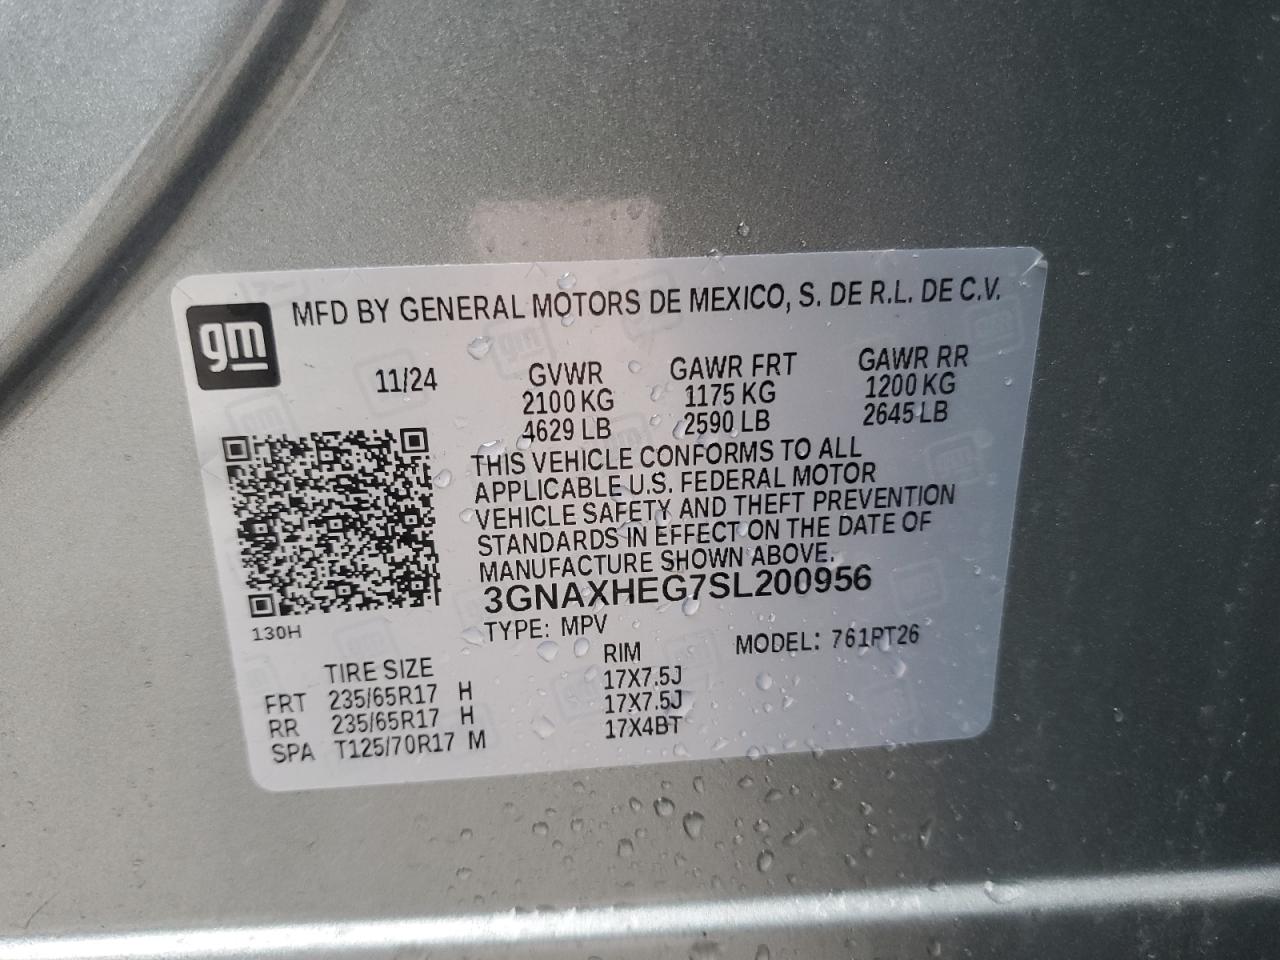 gm
MFD BY GENERAL MOTORS DE MEXICO, S. DE R.L. DE C.V.
11/24 GVWR GAWR FRT GAWR RR
2100 KG 1175 KG 1200 KG
4629 LB 2590 LB 2645 LB
THIS VEHICLE CONFORMS TO ALL
APPLICABLE U.S. FEDERAL MOTOR
VEHICLE SAFETY AND THEFT PREVENTION
STANDARDS IN EFFECT ON THE DATE OF
MANUFACTURE SHOWN ABOVE.
3GNAXHEG7SL200956
130H
TYPE: MPV MODEL: 761PT26
TIRE SIZE RIM
FRT 235/65R17 H 17X7.5J
RR 235/65R17 H 17X7.5J
SPA T125/70R17 M 17X4BT